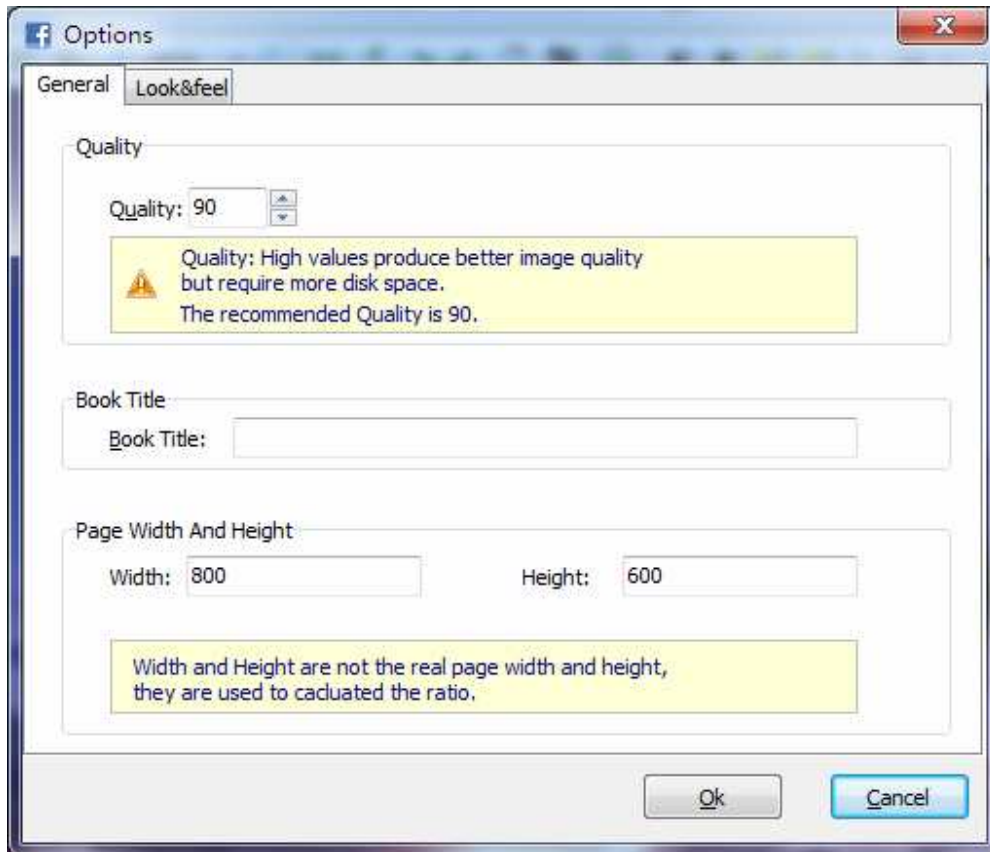 Options
General
Look&feel
Quality
Quality: 90
Quality: High values produce better image quality
but require more disk space.
The recommended Quality is 90.
Book Title
Book Title:
Page Width And Height
Width: 800
Height: 600
Width and Height are not the real page width and height,
they are used to cacluated the ratio.
Ok
Cancel